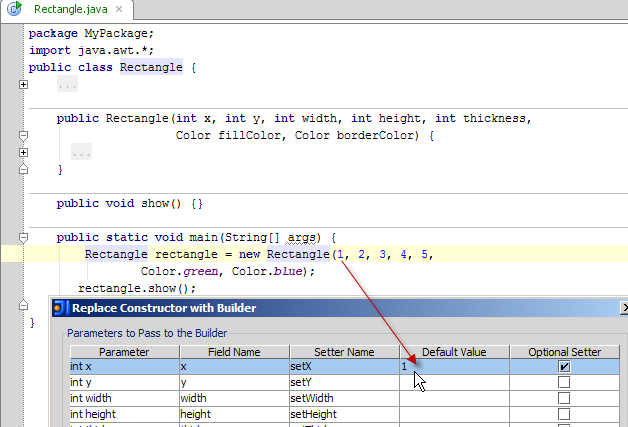 Rectangle.java
package MyPackage;
import java.awt.*;
public class Rectangle {
...
public Rectangle(int x, int y, int width, int height, int thickness,
Color fillColor, Color borderColor) {
...
}
public void show() {}
public static void main(String[] args) {
Rectangle rectangle = new Rectangle(1, 2, 3, 4, 5,
Color.green, Color.blue);
rectangle.show();
}
Replace Constructor with Builder
Parameters to Pass to the Builder
Parameter Field Name Setter Name Default Value Optional Setter
int x x setX 1
int y y setY
int width width setWidth
int height height setHeight